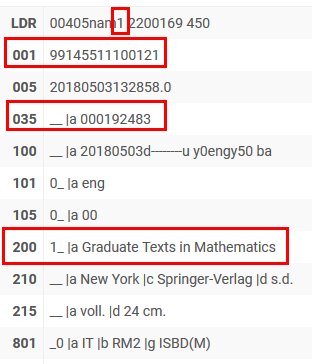 LDR 00405nam1 2200169 450
001 99145511100121
005 20180503132858.0
035 __ |a 000192483
100 __ |a 20180503d--------u y0engy50 ba
101 0_ |a eng
105 0_ |a 00
200 1_ |a Graduate Texts in Mathematics
210 __ |a New York |c Springer-Verlag |d s.d.
215 __ |a voll. |d 24 cm.
801 _0 |a IT |b RM2 |g ISBD(M)